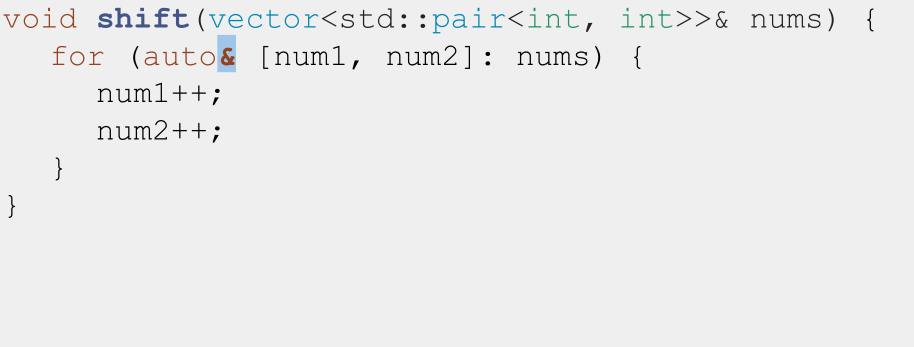 void shift(vector<std::pair<int, int>>& nums) {
for (auto& [num1, num2]: nums) {
num1++;
num2++;
}
}